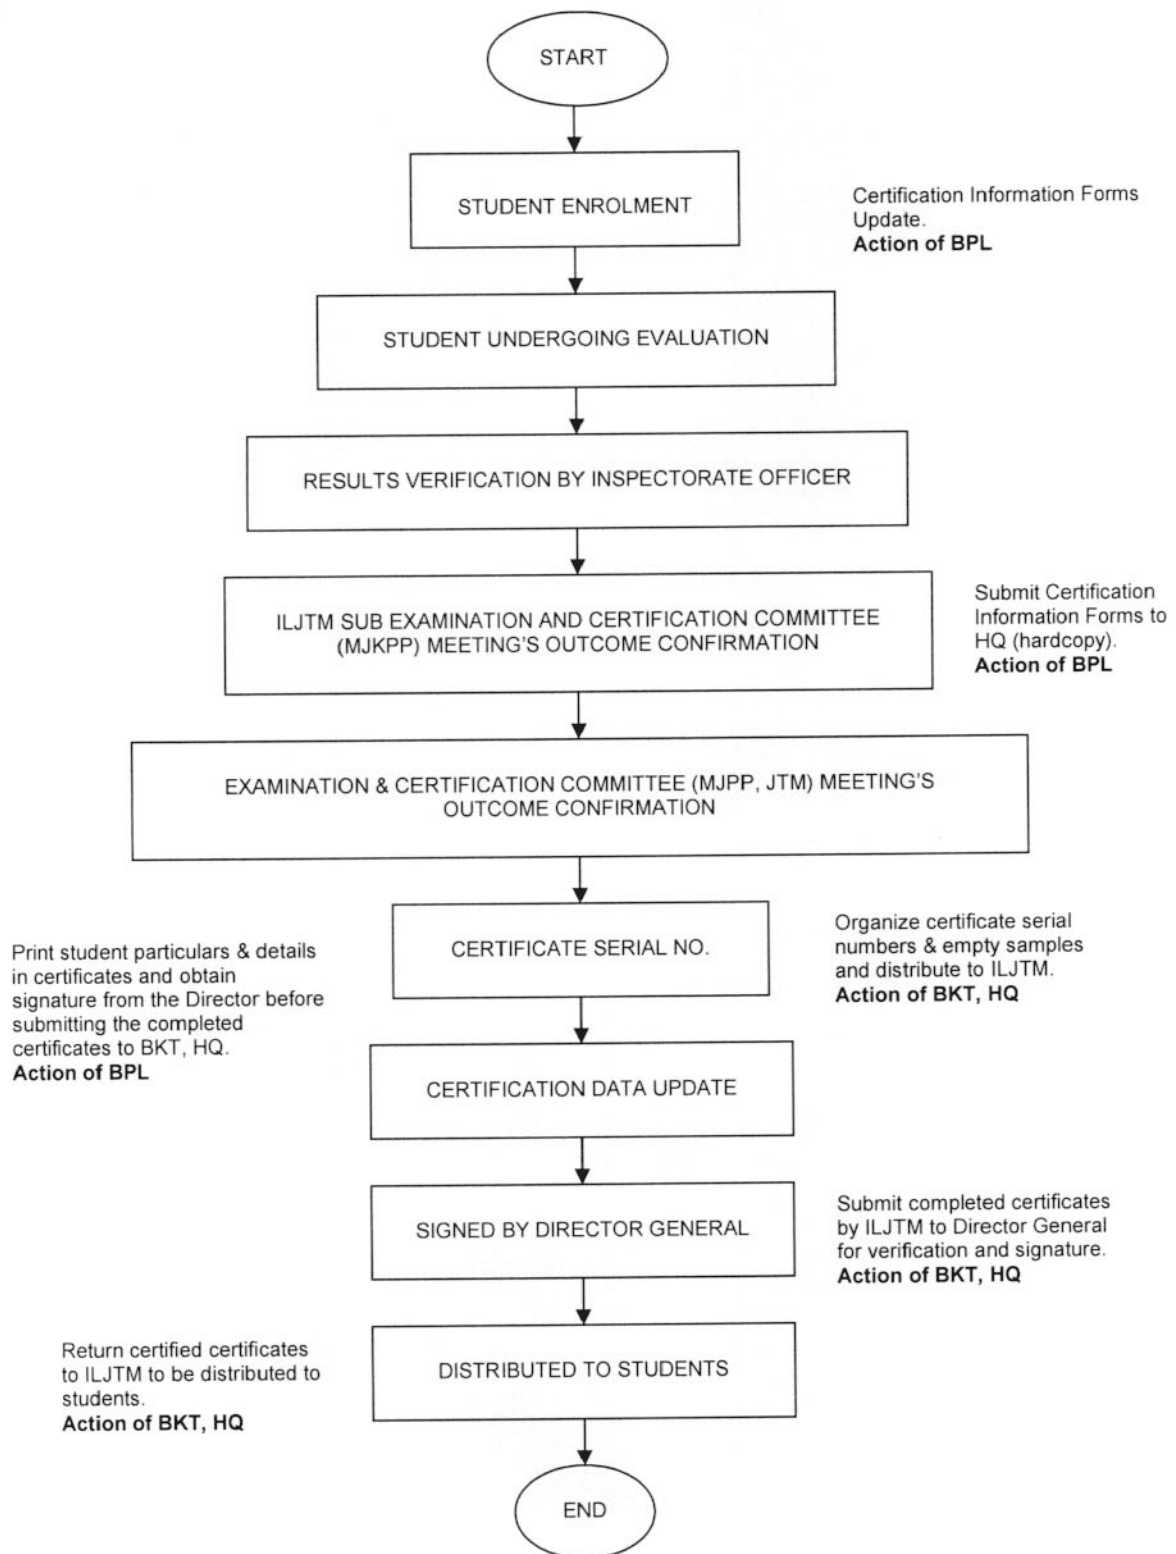 START
STUDENT ENROLMENT
Certification Information Forms
Update.
Action of BPL
STUDENT UNDERGOING EVALUATION
RESULTS VERIFICATION BY INSPECTORATE OFFICER
ILJTM SUB EXAMINATION AND CERTIFICATION COMMITTEE
(MJKPP) MEETING'S OUTCOME CONFIRMATION
Submit Certification
Information Forms to
HQ (hardcopy).
Action of BPL
EXAMINATION & CERTIFICATION COMMITTEE (MJPP, JTM) MEETING'S
OUTCOME CONFIRMATION
CERTIFICATE SERIAL NO.
Organize certificate serial
numbers & empty samples
and distribute to ILJTM.
Action of BKT, HQ
Print student particulars & details
in certificates and obtain
signature from the Director before
submitting the completed
certificates to BKT, HQ.
Action of BPL
CERTIFICATION DATA UPDATE
SIGNED BY DIRECTOR GENERAL
Submit completed certificates
by ILJTM to Director General
for verification and signature.
Action of BKT, HQ
Return certified certificates
to ILJTM to be distributed to
students.
Action of BKT, HQ
DISTRIBUTED TO STUDENTS
END